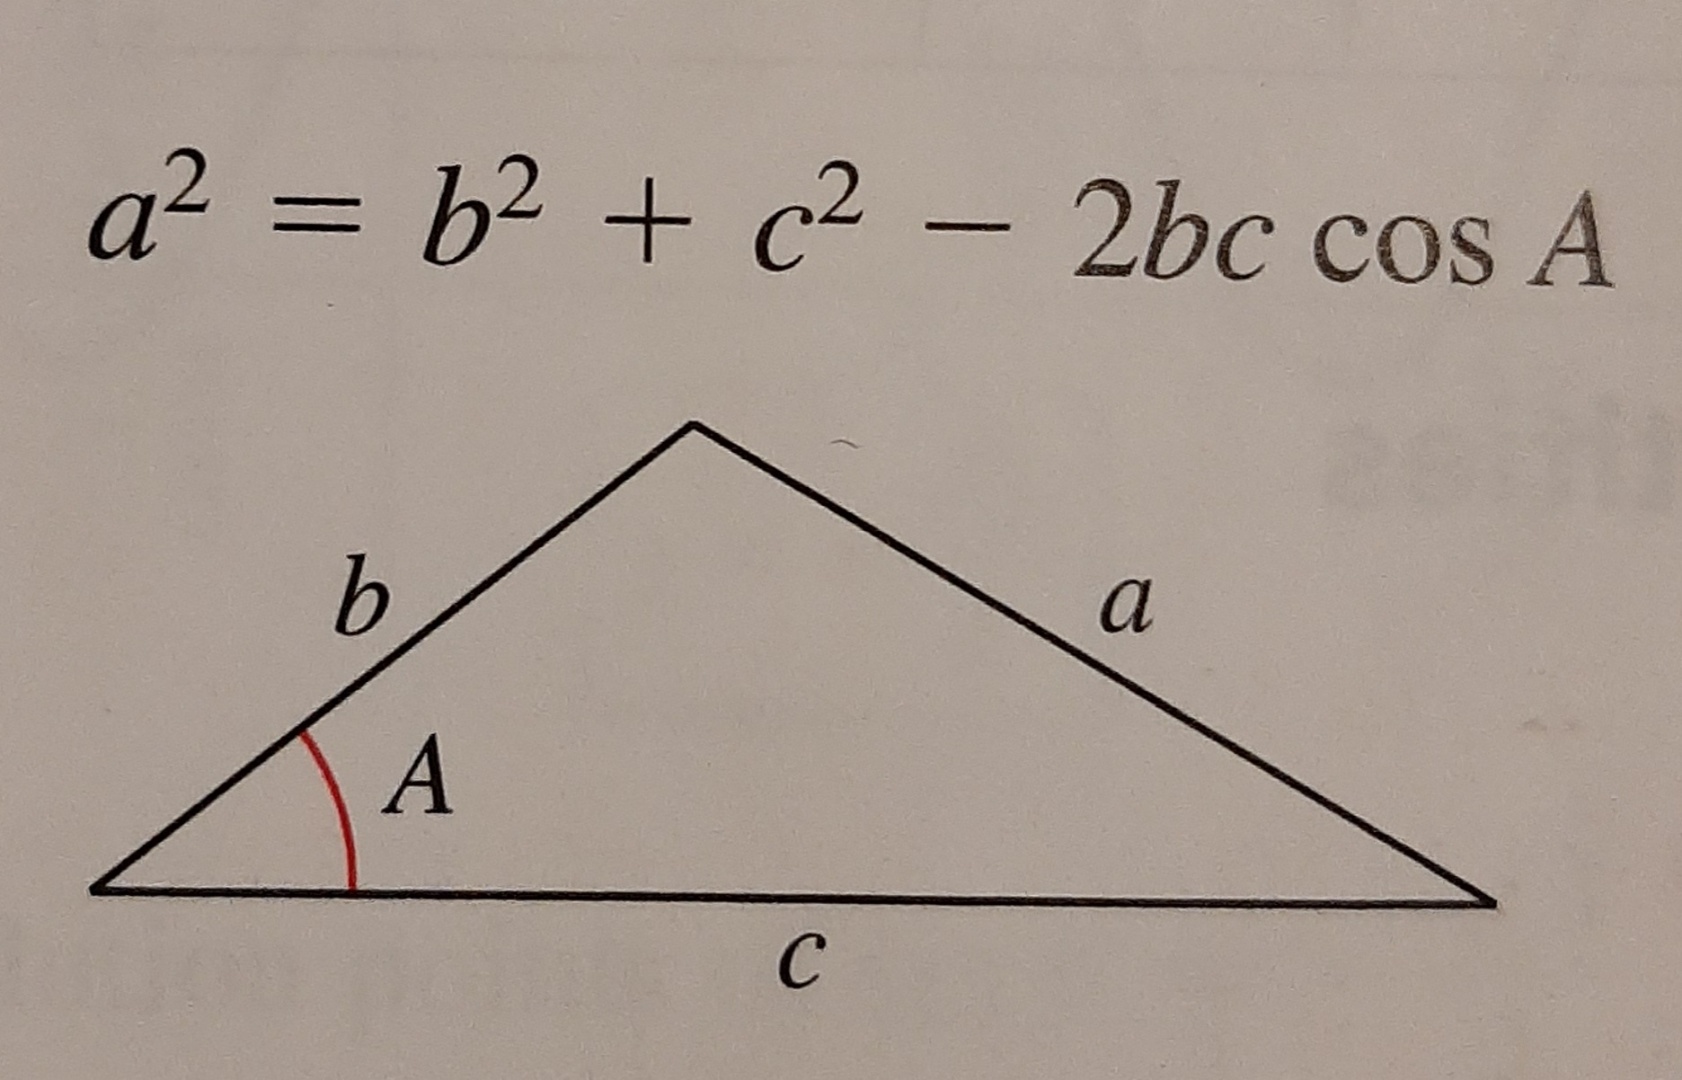 a² = b² + c² − 2bc cos A
b
a
A
c